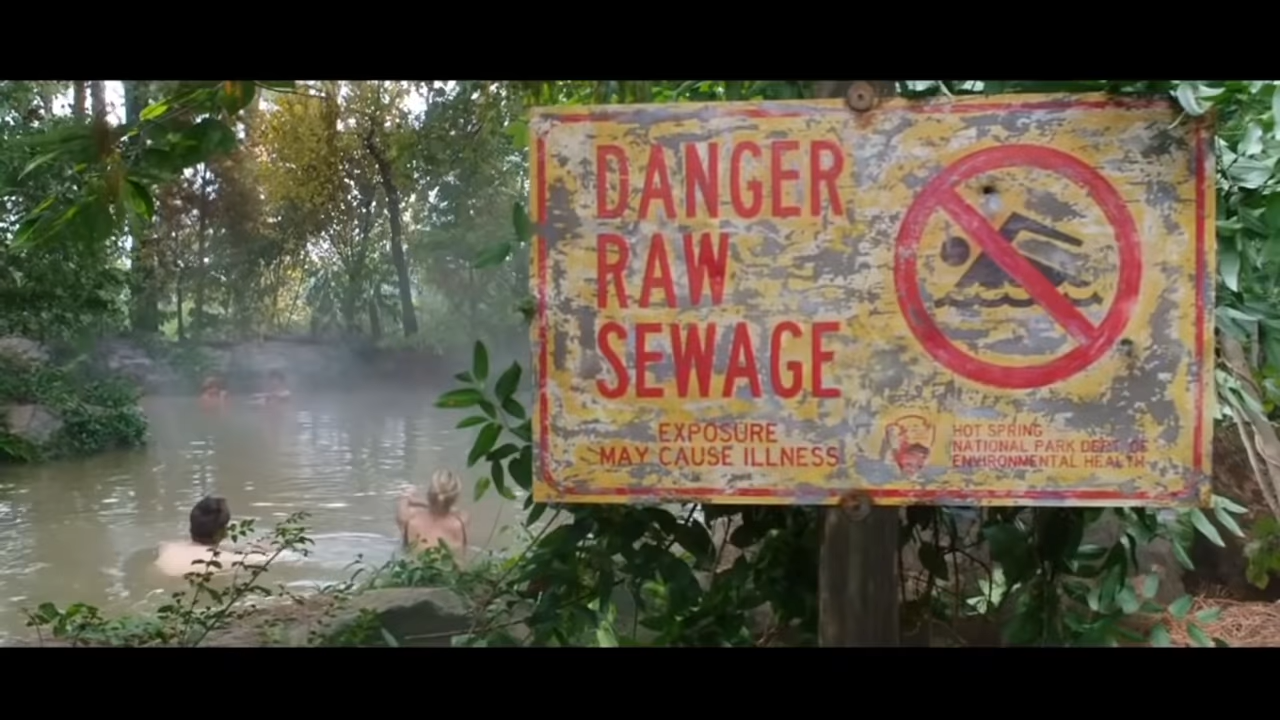 DANGER
RAW
SEWAGE
EXPOSURE
MAY CAUSE ILLNESS
HOT SPRING
NATIONAL PARK DEPT. OF
ENVIRONMENTAL HEALTH